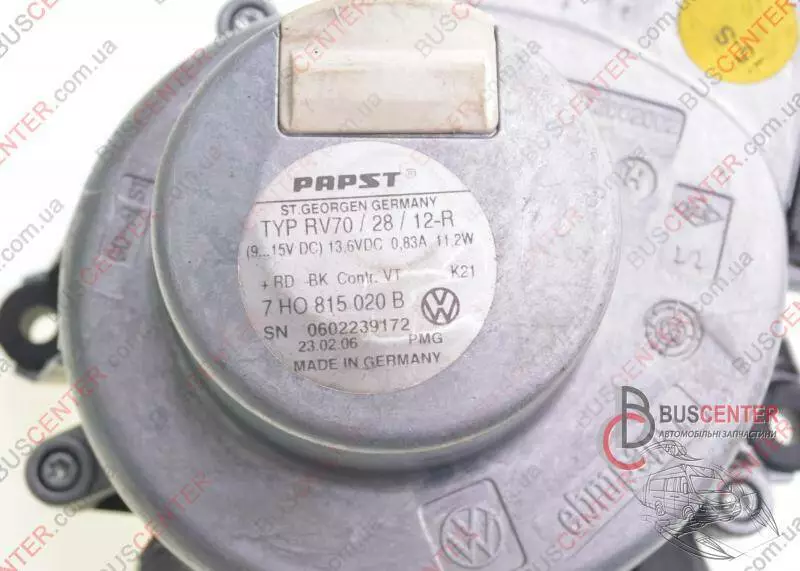 PAPST®
ST.GEORGEN GERMANY
TYP RV70 / 28 / 12-R
(9...15V DC) 13,6VDC 0,83A 11,2W
+ RD -BK Contr. VT K21
7 HO 815 020 B
SN 0602239172
23.02.06 PMG
MADE IN GERMANY
BUSCENTER
АВТОМОБІЛЬНІ ЗАПЧАСТИНИ
BUSCENTER.com.ua